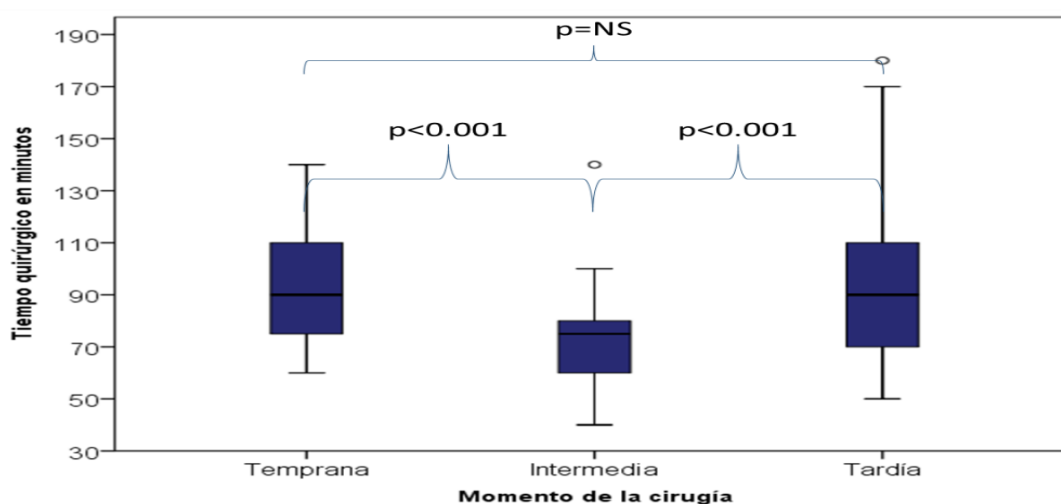 p=NS
p<0.001
p<0.001
Tiempo quirúrgico en minutos
190
170
150
130
110
90
70
50
30
Temprana
Intermedia
Tardía
Momento de la cirugía